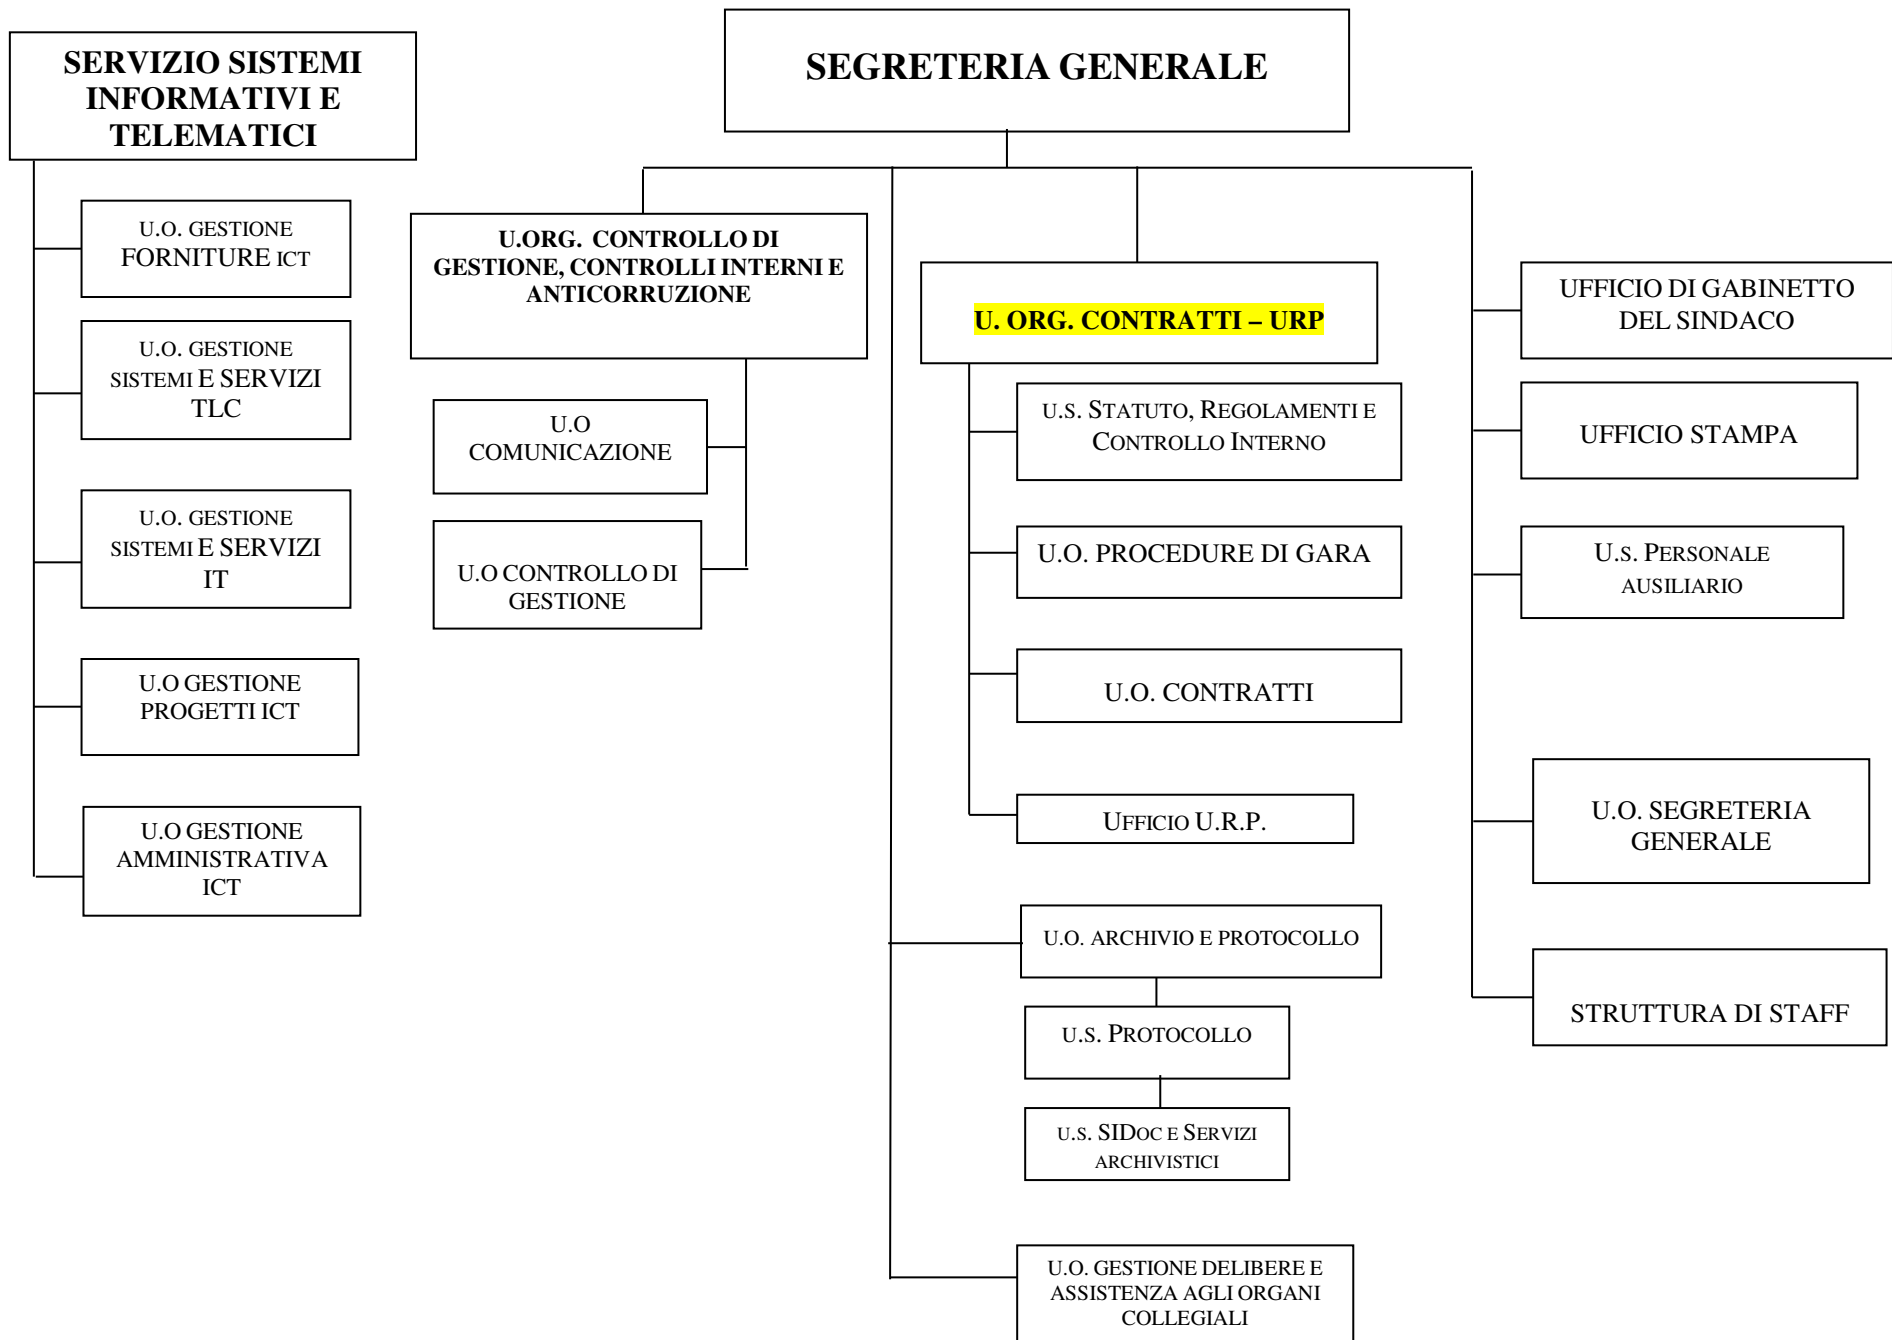 SERVIZIO SISTEMI
INFORMATIVI E
TELEMATICI
U.O. GESTIONE
FORNITURE ICT
U.O. GESTIONE
SISTEMI E SERVIZI
TLC
U.O. GESTIONE
SISTEMI E SERVIZI
IT
U.O GESTIONE
PROGETTI ICT
U.O GESTIONE
AMMINISTRATIVA
ICT
SEGRETERIA GENERALE
U.ORG. CONTROLLO DI
GESTIONE, CONTROLLI INTERNI E
ANTICORRUZIONE
U.O
COMUNICAZIONE
U.O CONTROLLO DI
GESTIONE
U. ORG. CONTRATTI – URP
U.S. STATUTO, REGOLAMENTI E
CONTROLLO INTERNO
U.O. PROCEDURE DI GARA
U.O. CONTRATTI
UFFICIO U.R.P.
U.O. ARCHIVIO E PROTOCOLLO
U.S. PROTOCOLLO
U.S. SIDOC E SERVIZI
ARCHIVISTICI
U.O. GESTIONE DELIBERE E
ASSISTENZA AGLI ORGANI
COLLEGIALI
UFFICIO DI GABINETTO
DEL SINDACO
UFFICIO STAMPA
U.S. PERSONALE
AUSILIARIO
U.O. SEGRETERIA
GENERALE
STRUTTURA DI STAFF